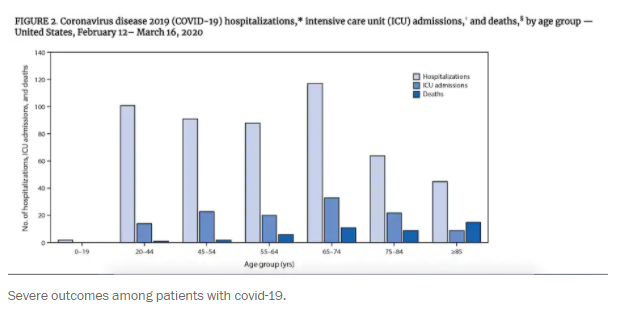 FIGURE 2. Coronavirus disease 2019 (COVID-19) hospitalizations,* intensive care unit (ICU) admissions,† and deaths,§ by age group —
United States, February 12– March 16, 2020
No. of hospitalizations, ICU admissions, and deaths
140
120
100
80
60
40
20
0
Hospitalizations
ICU admissions
Deaths
0–19
20–44
45–54
55–64
65–74
75–84
≥85
Age group (yrs)
Severe outcomes among patients with covid-19.